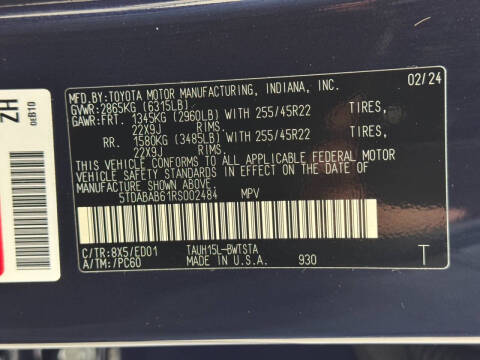 MFD.BY:TOYOTA MOTOR MANUFACTURING, INDIANA, INC. 02/24
GVWR: 2865KG (6315LB)
GAWR:FRT. 1345KG (2960LB) WITH 255/45R22 TIRES,
22X9J RIMS.
RR. 1580KG (3485LB) WITH 255/45R22 TIRES,
22X9J RIMS.
THIS VEHICLE CONFORMS TO ALL APPLICABLE FEDERAL MOTOR
VEHICLE SAFETY STANDARDS IN EFFECT ON THE DATE OF
MANUFACTURE SHOWN ABOVE.
5TDABAB61RS002484 MPV
C/TR:8X5/ED01 TAUH15L-BWTSTA
A/TM:/PC60 MADE IN U.S.A. 930 T
ZH
0EB10